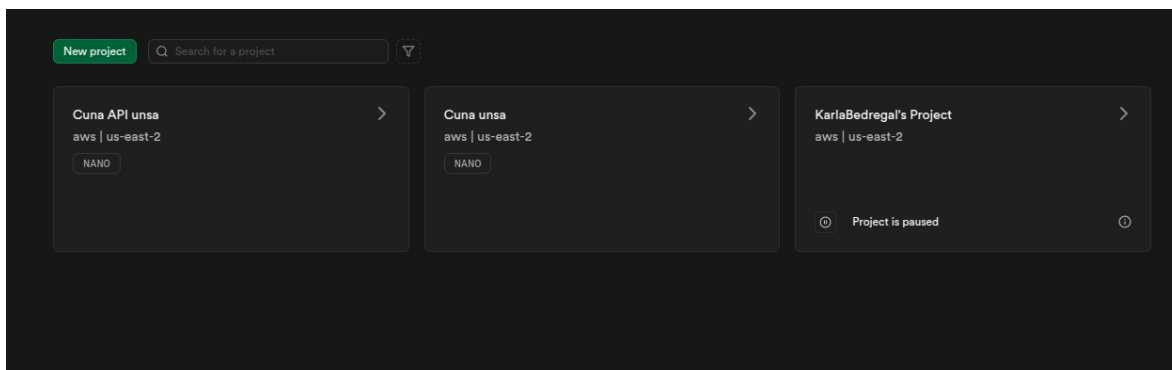 New project
Search for a project
Cuna API unsa
aws | us-east-2
NANO
Cuna unsa
aws | us-east-2
NANO
KarlaBedregal's Project
aws | us-east-2
Project is paused